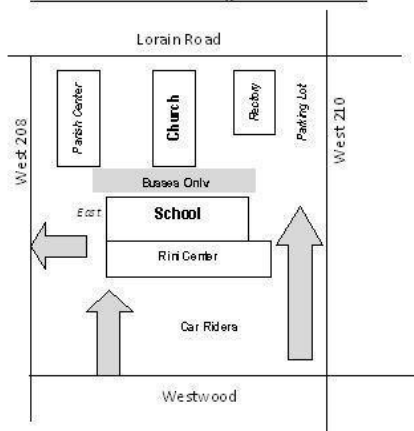 Lorain Road
West 208
Parish Center
Church
Rectory
Parking Lot
West 210
Busses Only
East
School
Rini Center
Car Riders
Westwood